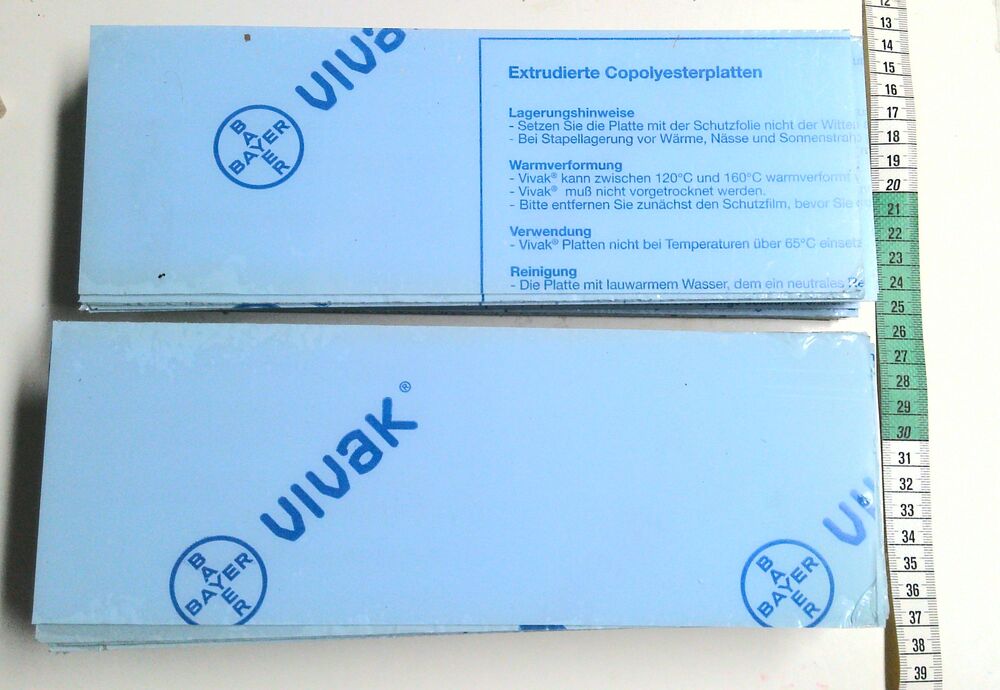 VIVA
BAYER
BAYER
Extrudierte Copolyesterplatten
Lagerungshinweise
- Setzen Sie die Platte mit der Schutzfolie nicht der
- Bei Stapellagerung vor Wärme, Nässe und
Warmverformung
- Vivak® kann zwischen 120°C und 160°C warmverformt
- Vivak® muß nicht vorgetrocknet werden.
- Bitte entfernen Sie zunächst den Schutzfilm, bevor Sie
Verwendung
- Vivak® Platten nicht bei Temperaturen über 65°C
Reinigung
- Die Platte mit lauwarmem Wasser, dem ein neutrales
VIVAK®
BAYER
BAYER
VI
BAYER
BAYER
12
13
14
15
16
17
18
19
20
21
22
23
24
25
26
27
28
29
30
31
32
33
34
35
36
37
38
39